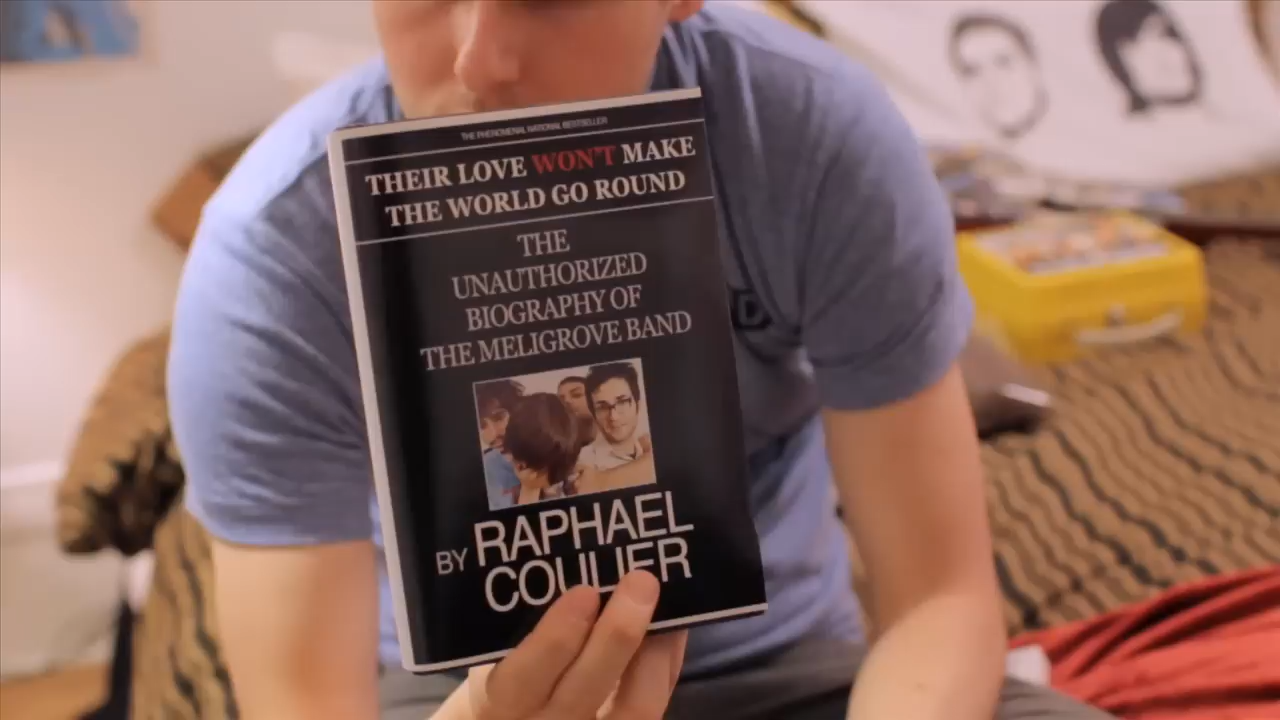 THE PHENOMENAL NATIONAL BESTSELLER
THEIR LOVE WON'T MAKE
THE WORLD GO ROUND
THE
UNAUTHORIZED
BIOGRAPHY OF
THE MELIGROVE BAND
BY RAPHAEL
COULIER